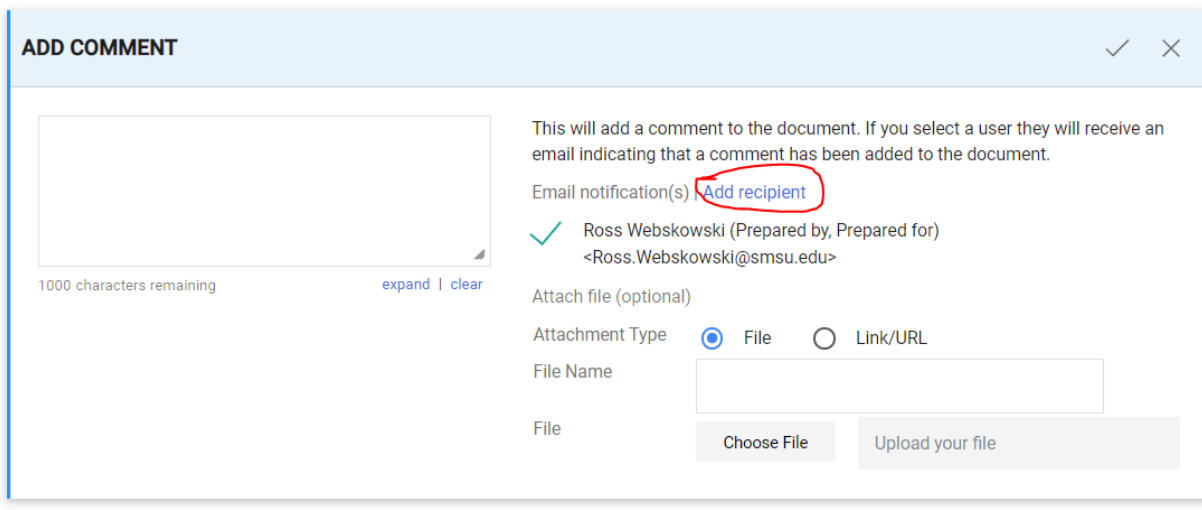 ADD COMMENT
This will add a comment to the document. If you select a user they will receive an
email indicating that a comment has been added to the document.
Email notification(s) | Add recipient
Ross Webskowski (Prepared by, Prepared for)
<Ross.Webskowski@smsu.edu>
1000 characters remaining
expand | clear
Attach file (optional)
Attachment Type
File
Link/URL
File Name
File
Choose File
Upload your file